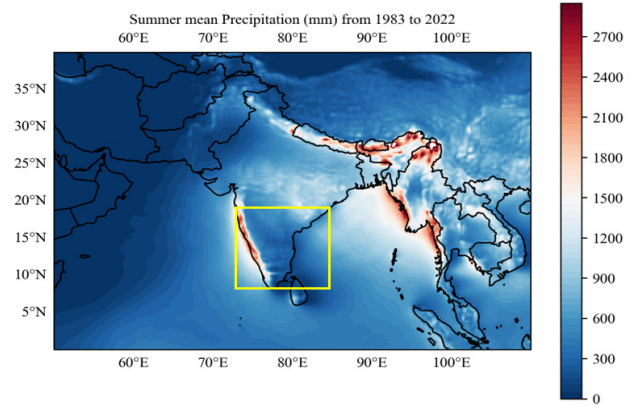 Summer mean Precipitation (mm) from 1983 to 2022
60°E 70°E 80°E 90°E 100°E
35°N
30°N
25°N
20°N
15°N
10°N
5°N
60°E 70°E 80°E 90°E 100°E
2700
2400
2100
1800
1500
1200
900
600
300
0